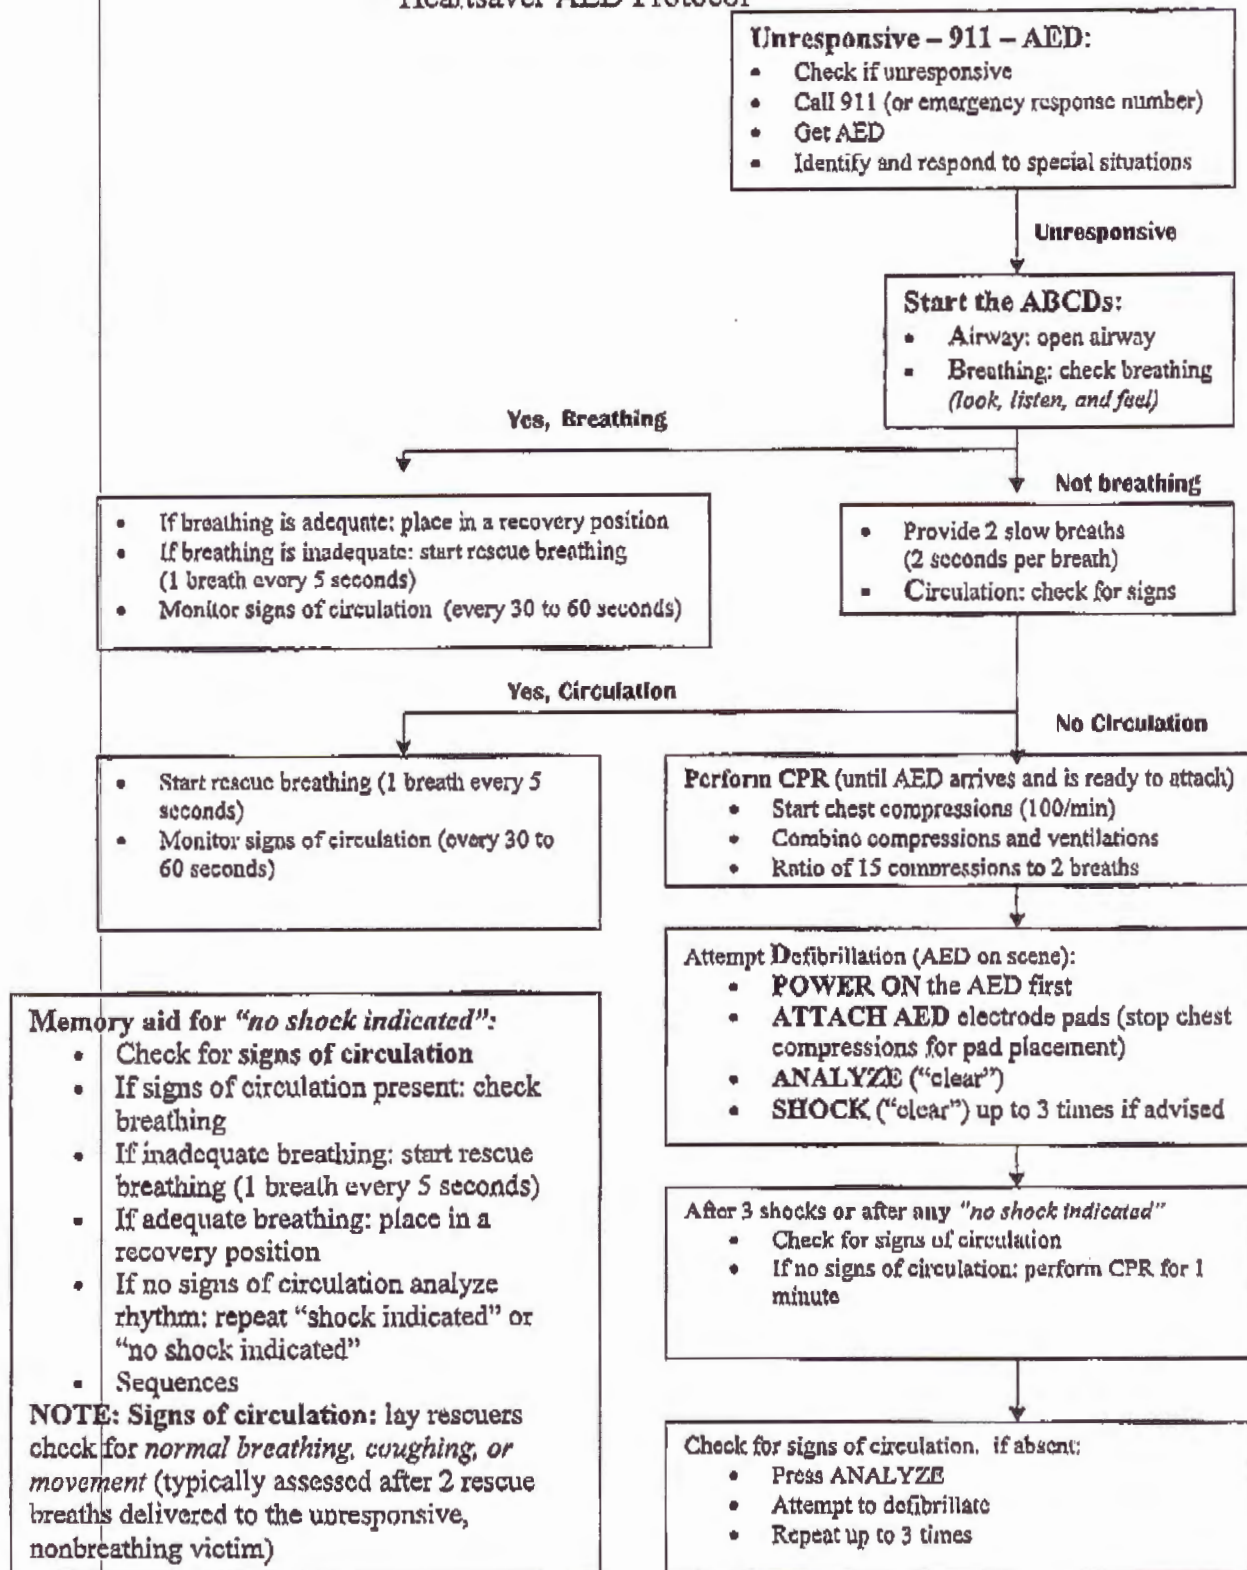 Heartsaver AED Protocol
Unresponsive – 911 – AED:
• Check if unresponsive
• Call 911 (or emergency response number)
• Get AED
• Identify and respond to special situations
Unresponsive
Start the ABCDs:
• Airway: open airway
• Breathing: check breathing
(look, listen, and feel)
Yes, Breathing
Not breathing
• If breathing is adequate: place in a recovery position
• If breathing is inadequate: start rescue breathing
(1 breath every 5 seconds)
• Monitor signs of circulation (every 30 to 60 seconds)
• Provide 2 slow breaths
(2 seconds per breath)
• Circulation: check for signs
Yes, Circulation
No Circulation
• Start rescue breathing (1 breath every 5
seconds)
• Monitor signs of circulation (every 30 to
60 seconds)
Perform CPR (until AED arrives and is ready to attach)
• Start chest compressions (100/min)
• Combine compressions and ventilations
• Ratio of 15 compressions to 2 breaths
Attempt Defibrillation (AED on scene):
• POWER ON the AED first
• ATTACH AED electrode pads (stop chest
compressions for pad placement)
• ANALYZE ("clear")
• SHOCK ("clear") up to 3 times if advised
Memory aid for "no shock indicated":
• Check for signs of circulation
• If signs of circulation present: check
breathing
• If inadequate breathing: start rescue
breathing (1 breath every 5 seconds)
• If adequate breathing: place in a
recovery position
• If no signs of circulation analyze
rhythm: repeat "shock indicated" or
"no shock indicated"
• Sequences
NOTE: Signs of circulation: lay rescuers
check for normal breathing, coughing, or
movement (typically assessed after 2 rescue
breaths delivered to the unresponsive,
nonbreathing victim)
After 3 shocks or after any "no shock indicated"
• Check for signs of circulation
• If no signs of circulation: perform CPR for 1
minute
Check for signs of circulation. if absent:
• Press ANALYZE
• Attempt to defibrillate
• Repeat up to 3 times